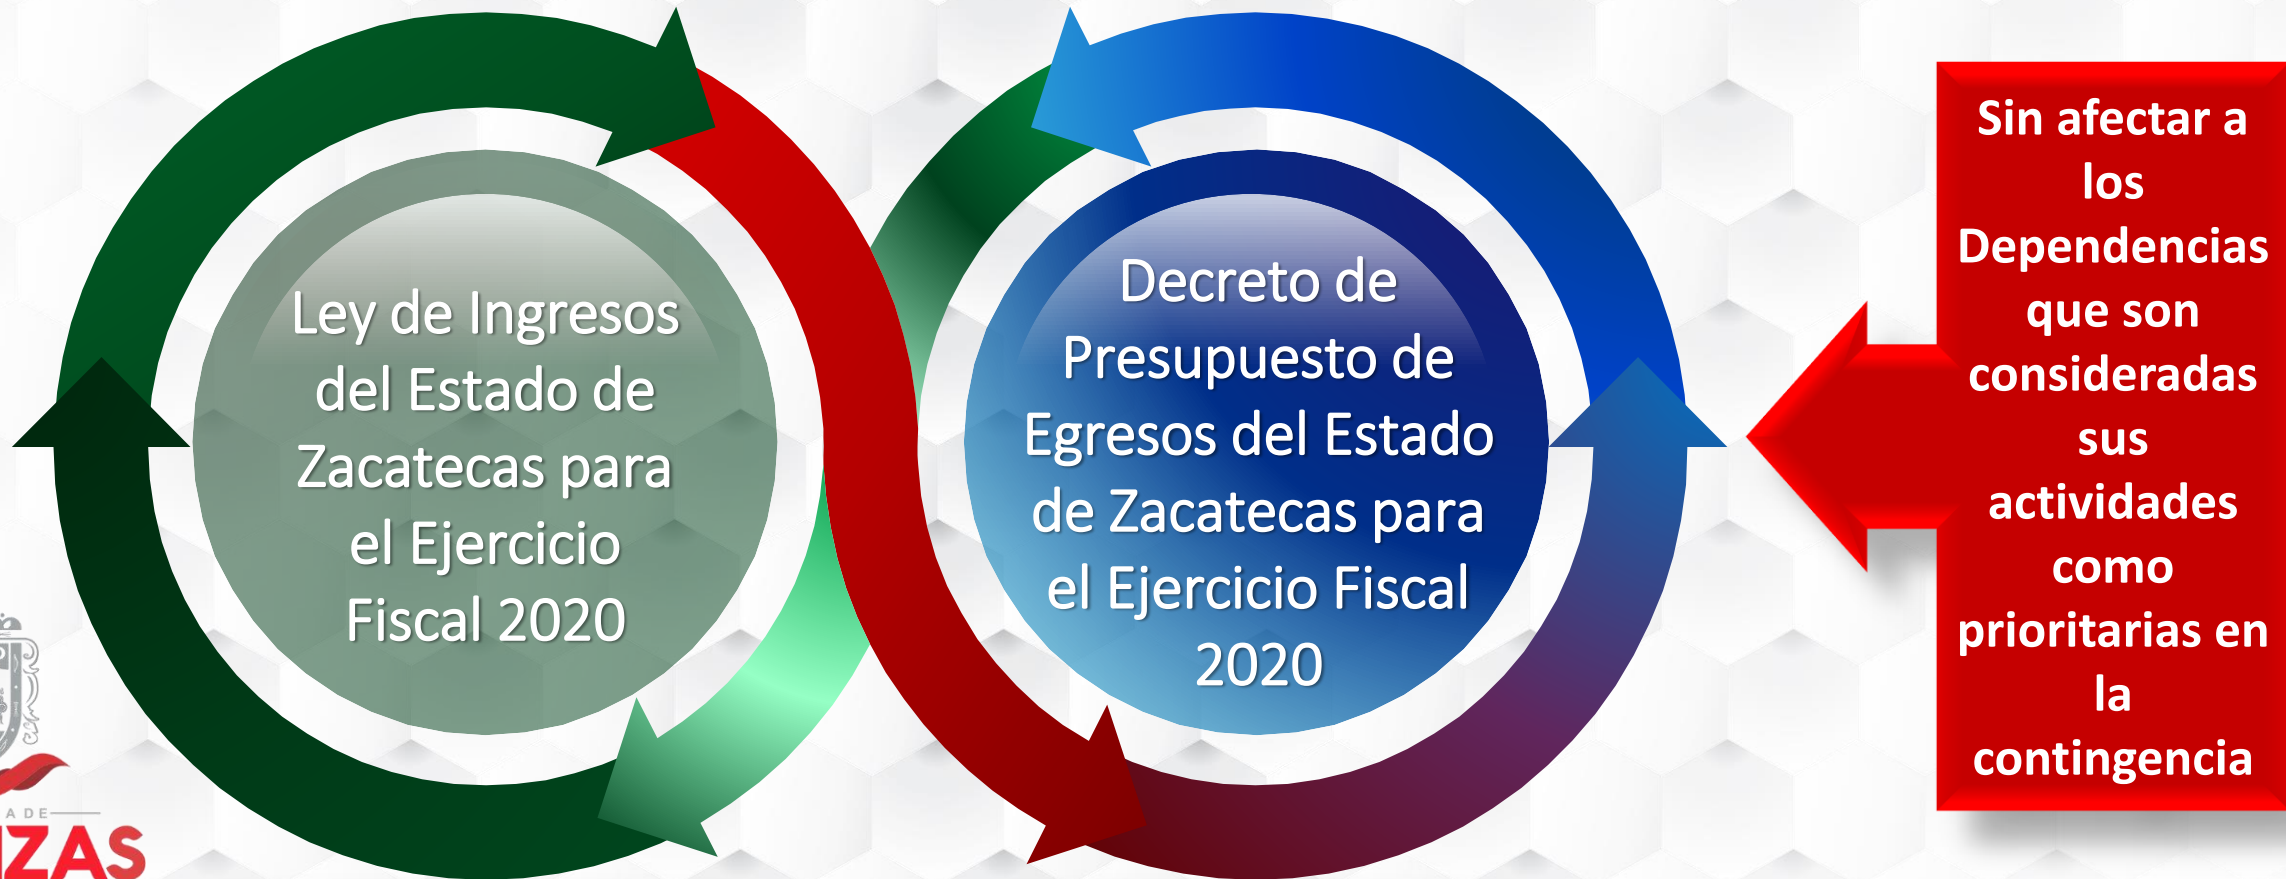 Ley de Ingresos
del Estado de
Zacatecas para
el Ejercicio
Fiscal 2020
Decreto de
Presupuesto de
Egresos del Estado
de Zacatecas para
el Ejercicio Fiscal
2020
Sin afectar a
los
Dependencias
que son
consideradas
sus
actividades
como
prioritarias en
la
contingencia
A DE
ZAS